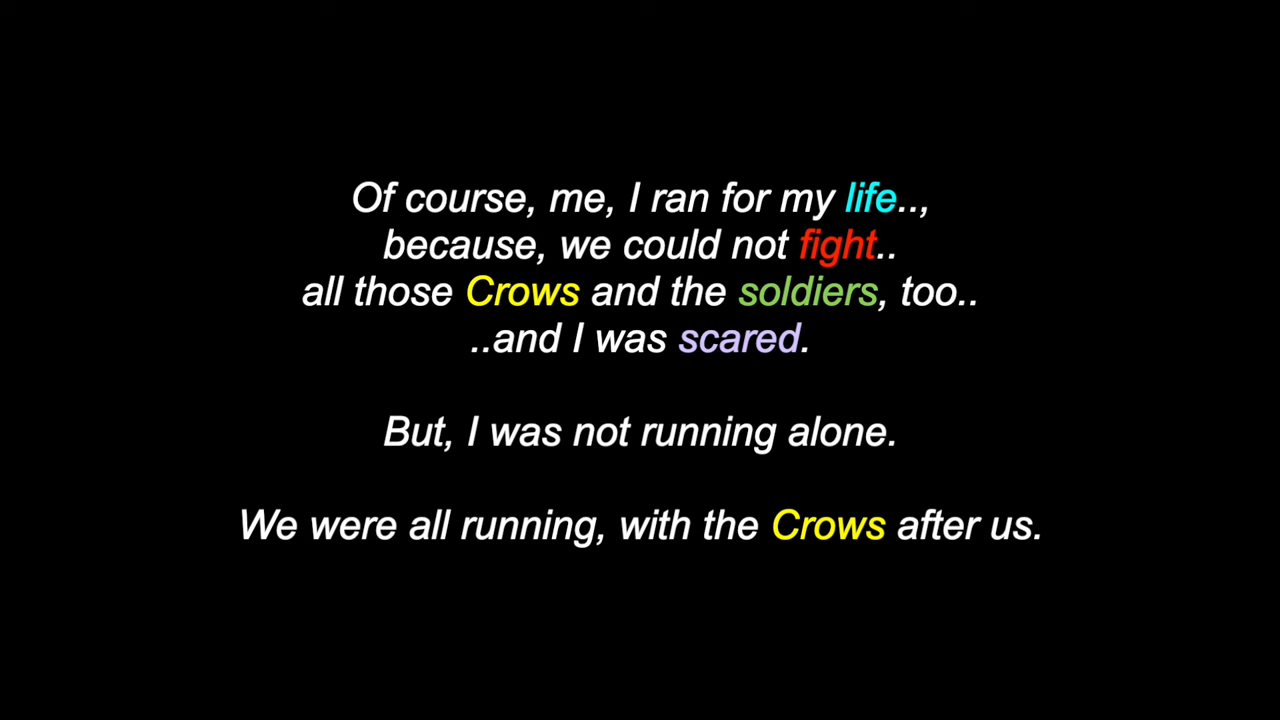 Of course, me, I ran for my life..,
because, we could not fight..
all those Crows and the soldiers, too..
..and I was scared.
But, I was not running alone.
We were all running, with the Crows after us.